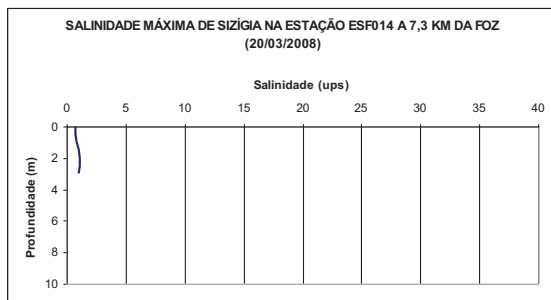 SALINIDADE MÁXIMA DE SIZÍGIA NA ESTAÇÃO ESF014 A 7,3 KM DA FOZ
(20/03/2008)
Salinidade (ups)
0 5 10 15 20 25 30 35 40
Profundidade (m)
0
2
4
6
8
10